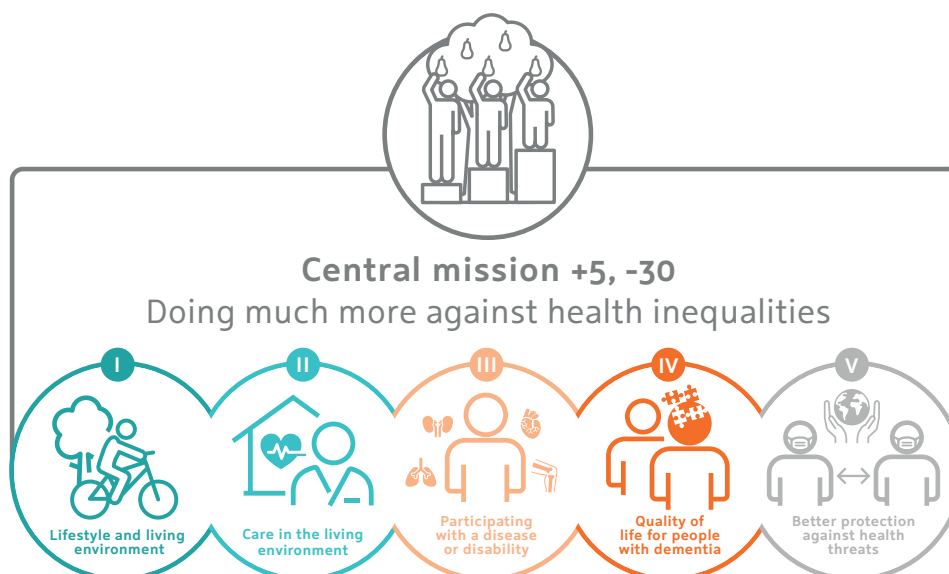 Central mission +5, -30
Doing much more against health inequalities
I
II
III
IV
V
Lifestyle and living
environment
Care in the living
environment
Participating
with a disease
or disability
Quality of
life for people
with dementia
Better protection
against health
threats